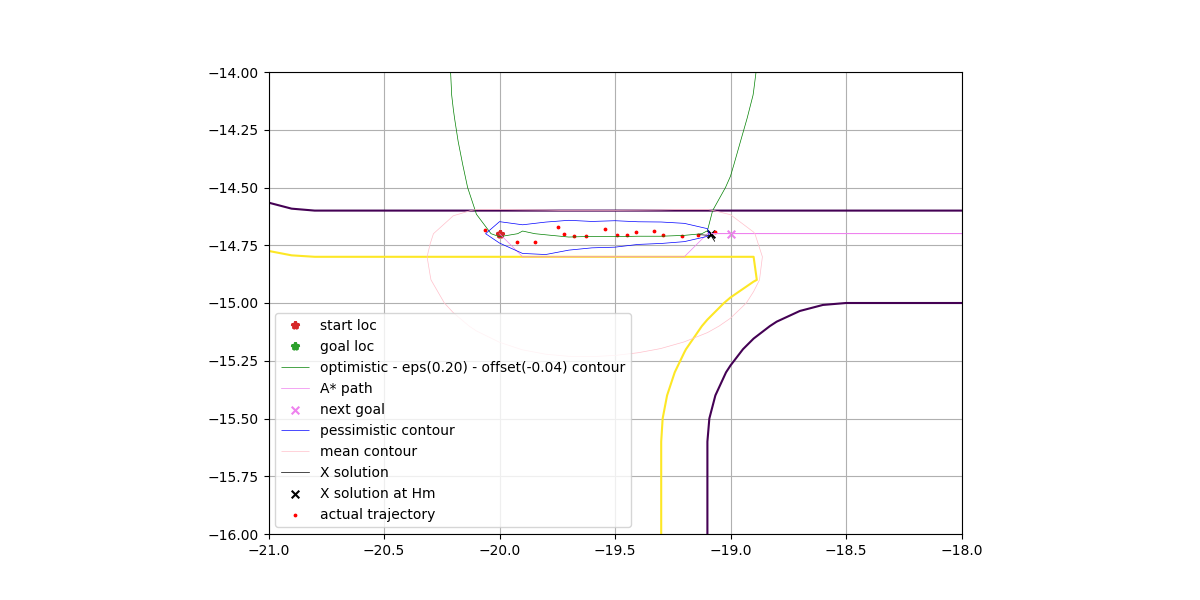 −14.00
−14.25
−14.50
−14.75
−15.00
−15.25
−15.50
−15.75
−16.00
start loc
goal loc
optimistic - eps(0.20) - offset(-0.04) contour
A* path
next goal
pessimistic contour
mean contour
X solution
X solution at Hm
actual trajectory
−21.0 −20.5 −20.0 −19.5 −19.0 −18.5 −18.0